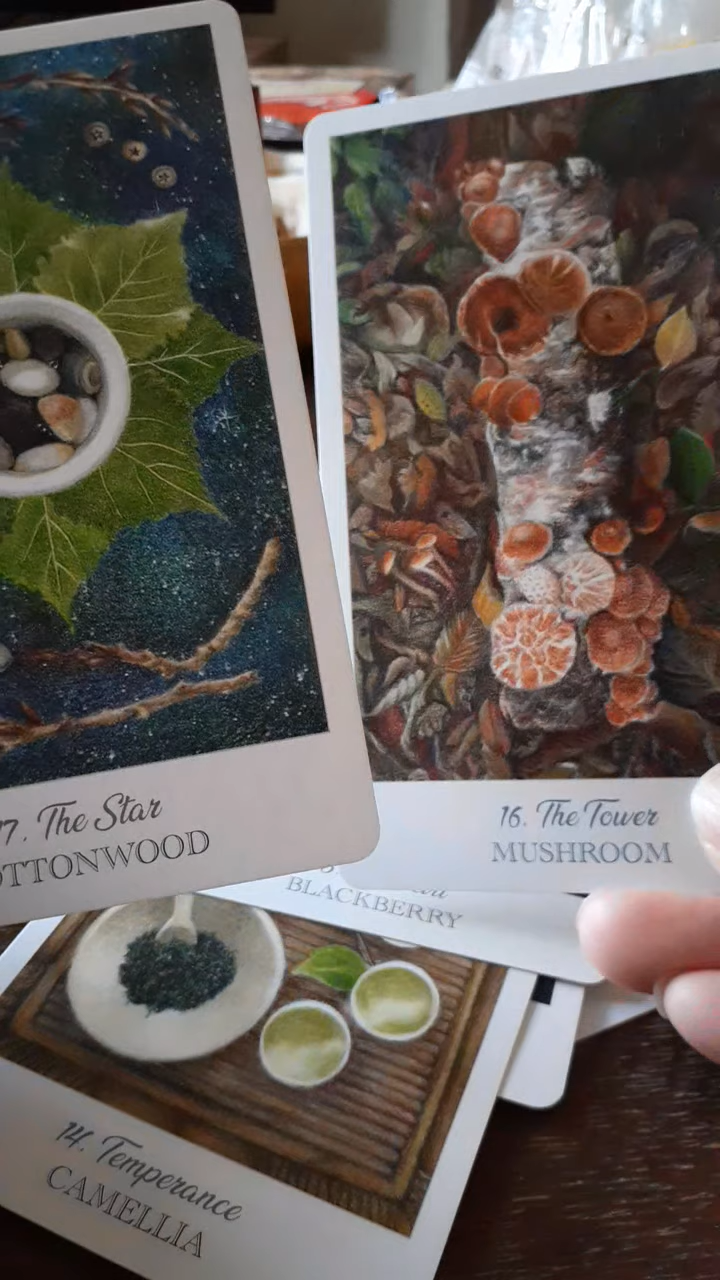 7. The Star
OTTONWOOD
16. The Tower
MUSHROOM
BLACKBERRY
14. Temperance
CAMELLIA